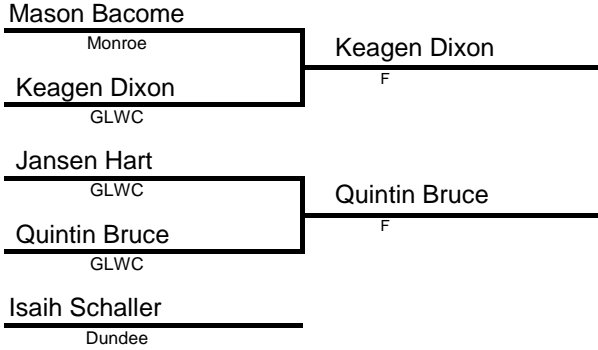 Mason Bacome
Monroe
Keagen Dixon
F
Keagen Dixon
GLWC
Jansen Hart
GLWC
Quintin Bruce
F
Quintin Bruce
GLWC
Isaih Schaller
Dundee